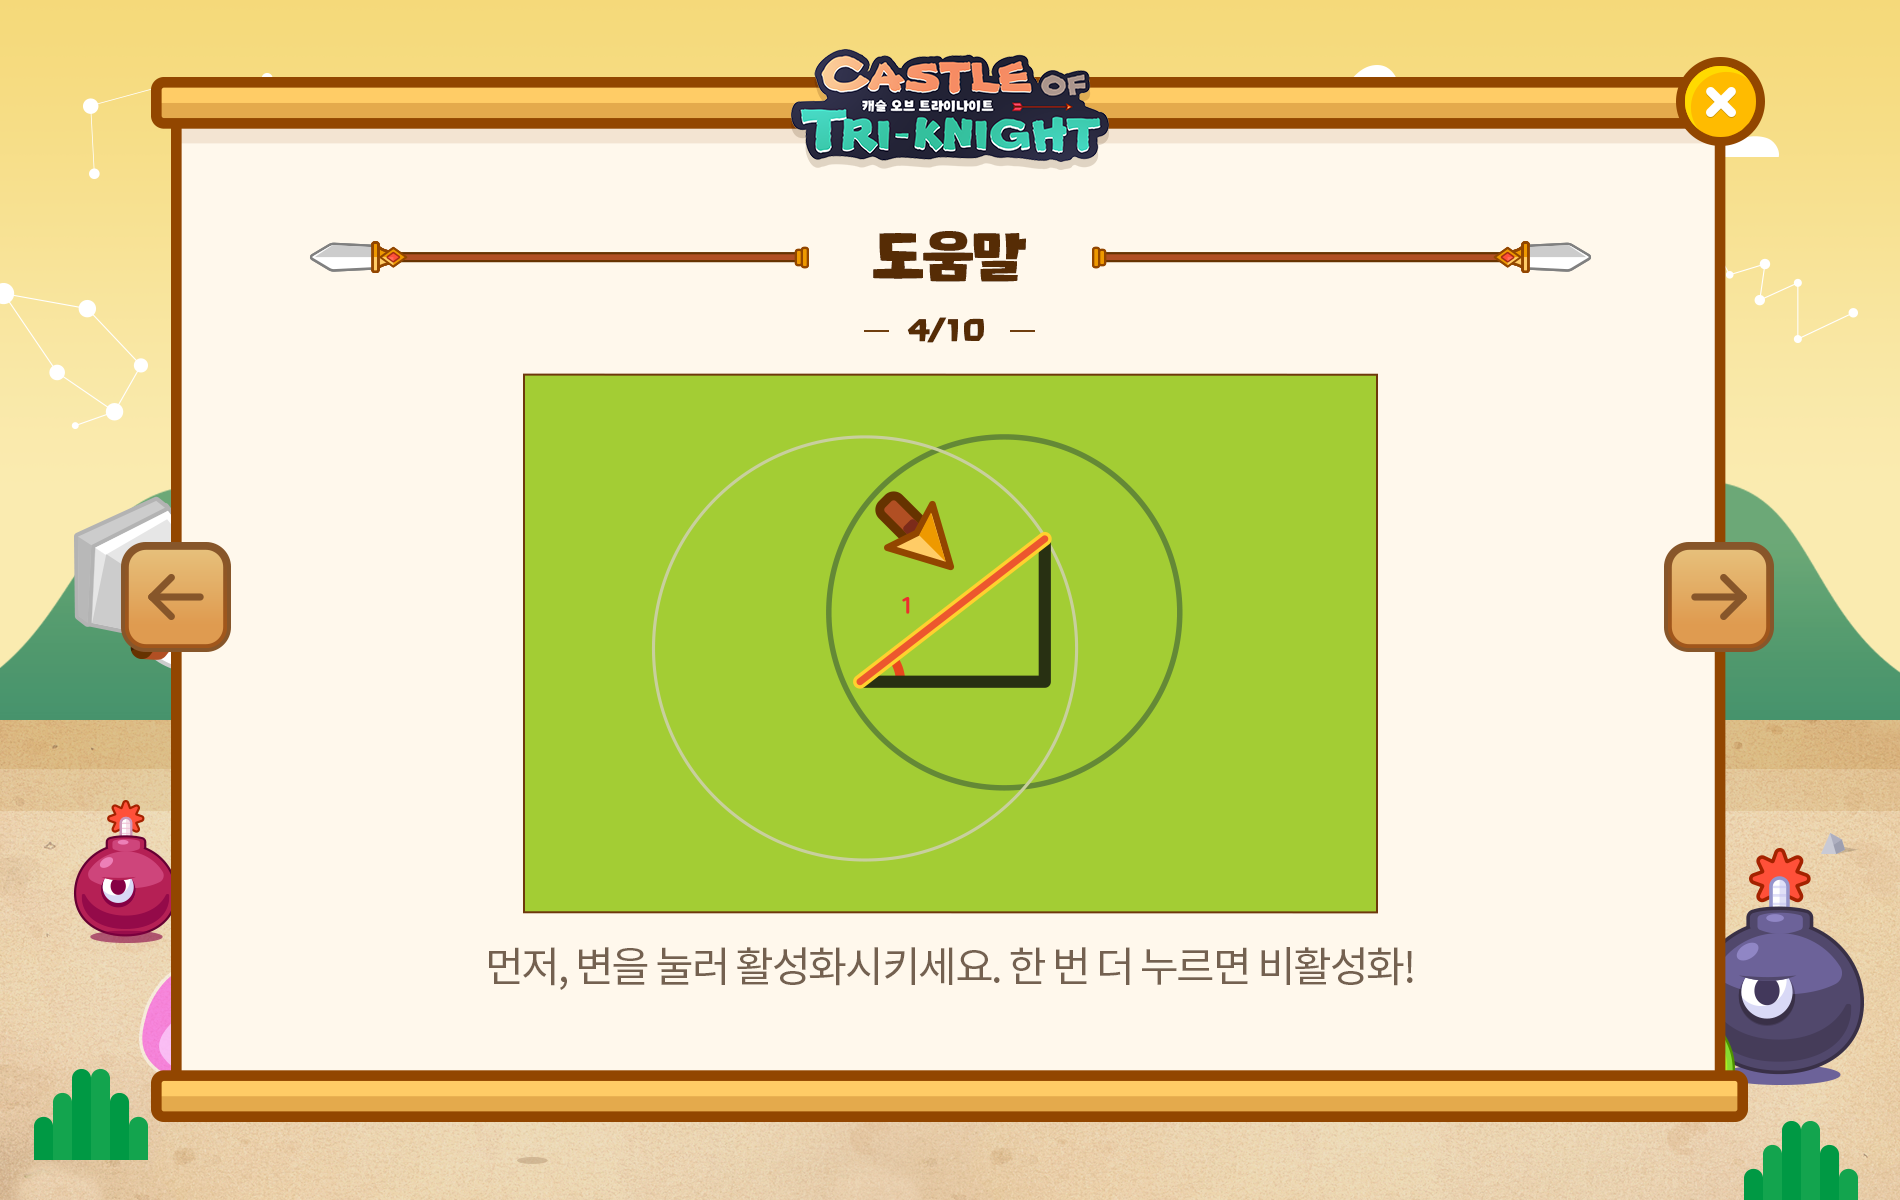 CASTLE OF
캐슬 오브 트라이나이트
TRI-KNIGHT
도움말
4/10
1
먼저, 변을 눌러 활성화시키세요. 한 번 더 누르면 비활성화!